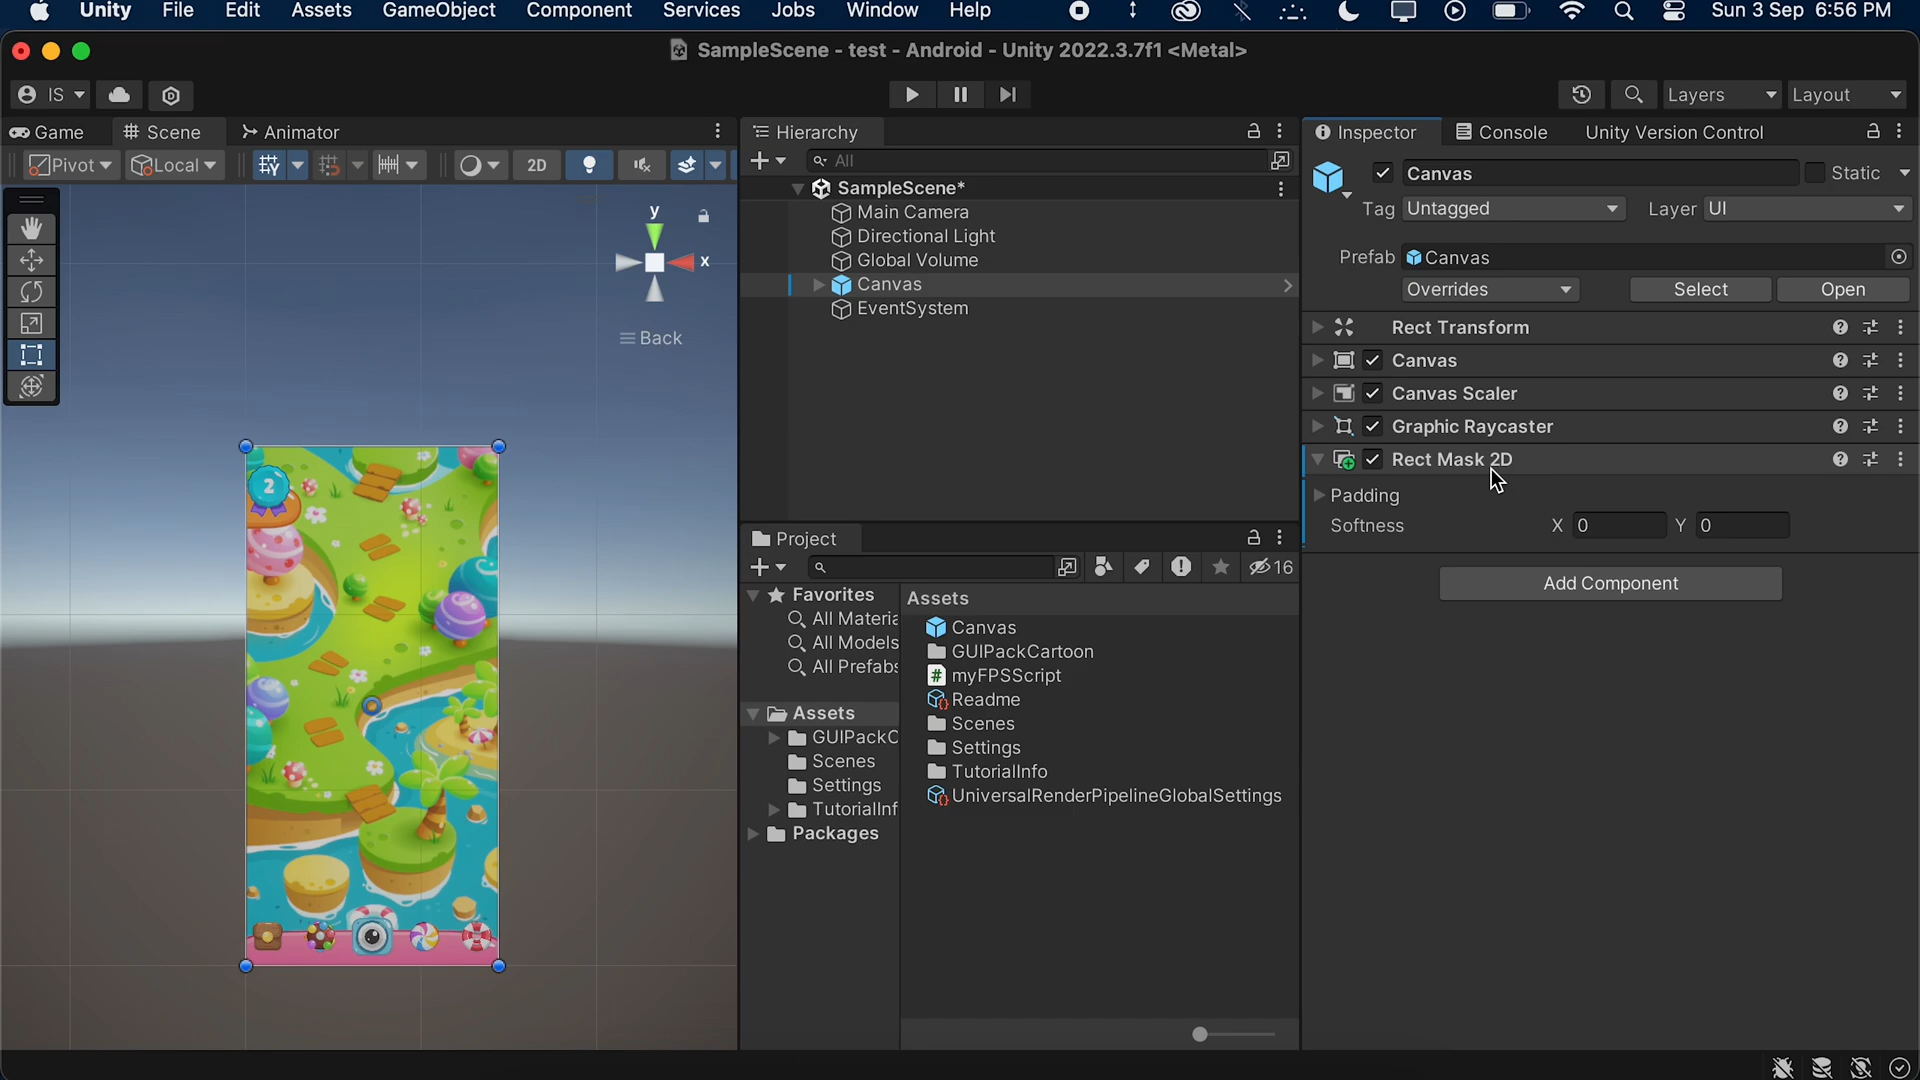 Unity File Edit Assets GameObject Component Services Jobs Window Help Sun 3 Sep 6:56 PM
SampleScene - test - Android - Unity 2022.3.7f1 <Metal>
IS Layers Layout
Game Scene Animator
Pivot Local 2D
y
x
Back
2
Hierarchy
All
SampleScene*
Main Camera
Directional Light
Global Volume
Canvas
EventSystem
Project
16
Favorites
All Materia
All Models
All Prefabs
Assets
GUIPackC
Scenes
Settings
TutorialInf
Packages
Assets
Canvas
GUIPackCartoon
myFPSScript
Readme
Scenes
Settings
TutorialInfo
UniversalRenderPipelineGlobalSettings
Inspector Console Unity Version Control
Canvas Static
Tag Untagged Layer UI
Prefab Canvas
Overrides Select Open
Rect Transform
Canvas
Canvas Scaler
Graphic Raycaster
Rect Mask 2D
Padding
Softness X 0 Y 0
Add Component